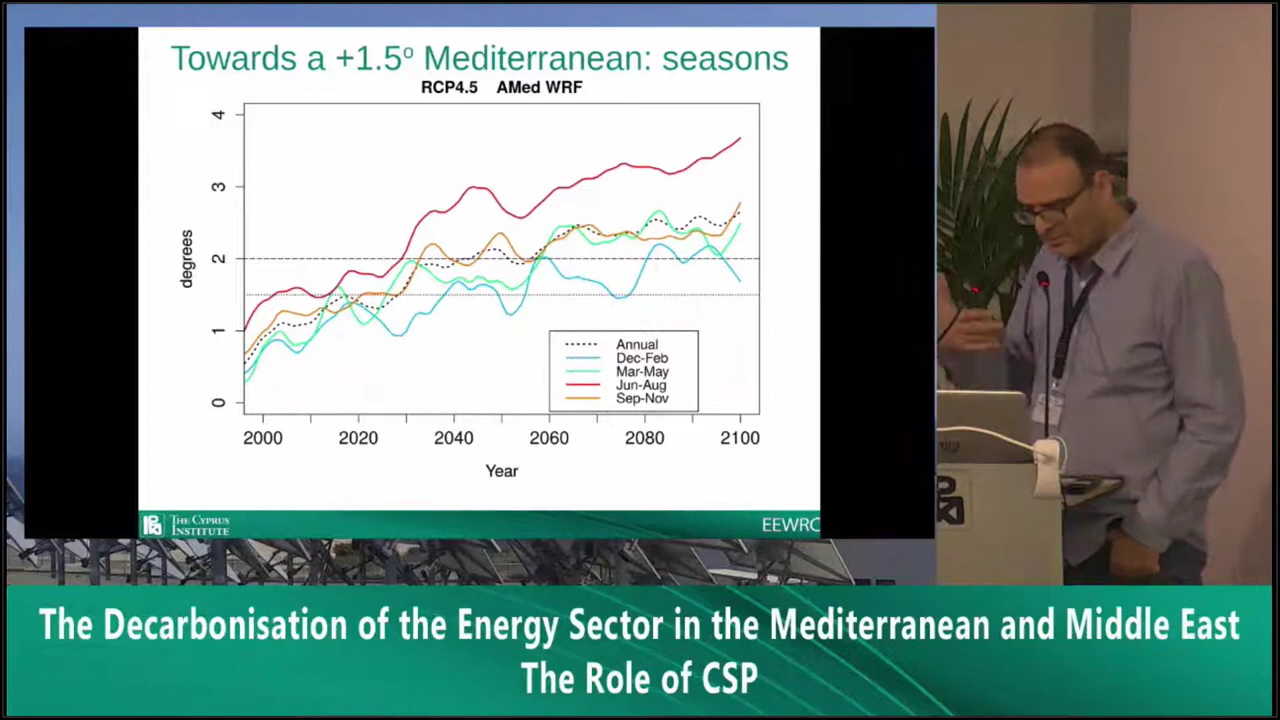 Towards a +1.5º Mediterranean: seasons
RCP4.5 AMed WRF
4
3
2
1
0
degrees
Annual
Dec-Feb
Mar-May
Jun-Aug
Sep-Nov
2000 2020 2040 2060 2080 2100
Year
THE CYPRUS
INSTITUTE
EEWRC
The Decarbonisation of the Energy Sector in the Mediterranean and Middle East
The Role of CSP